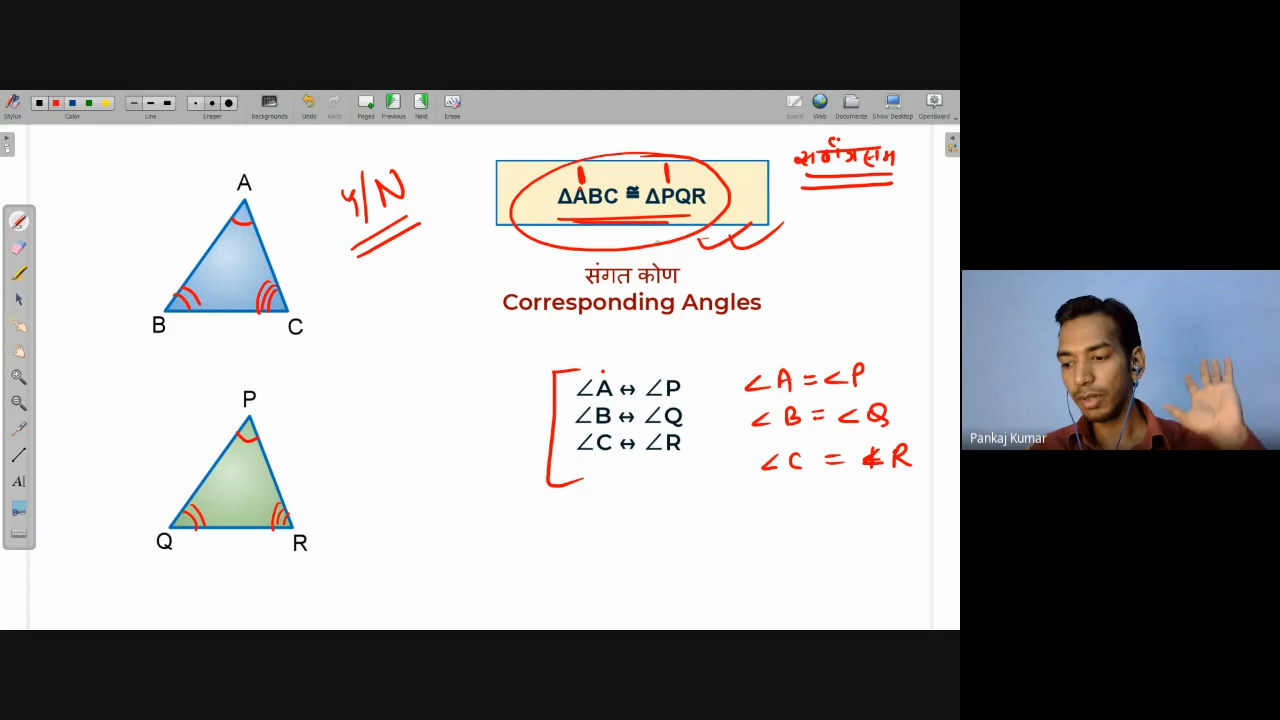 Stylus
Color
Line
Eraser
Backgrounds
Undo
Redo
Pages
Previous
Next
Erase
Board
Web
Documents
Show Desktop
OpenBoard
A
B
C
Y/N
ΔABC ≅ ΔPQR
सर्वांगसम
संगत कोण
Corresponding Angles
∠A ↔ ∠P
∠B ↔ ∠Q
∠C ↔ ∠R
∠A = ∠P
∠B = ∠Q
∠C = ∠R
P
Q
R
Pankaj Kumar